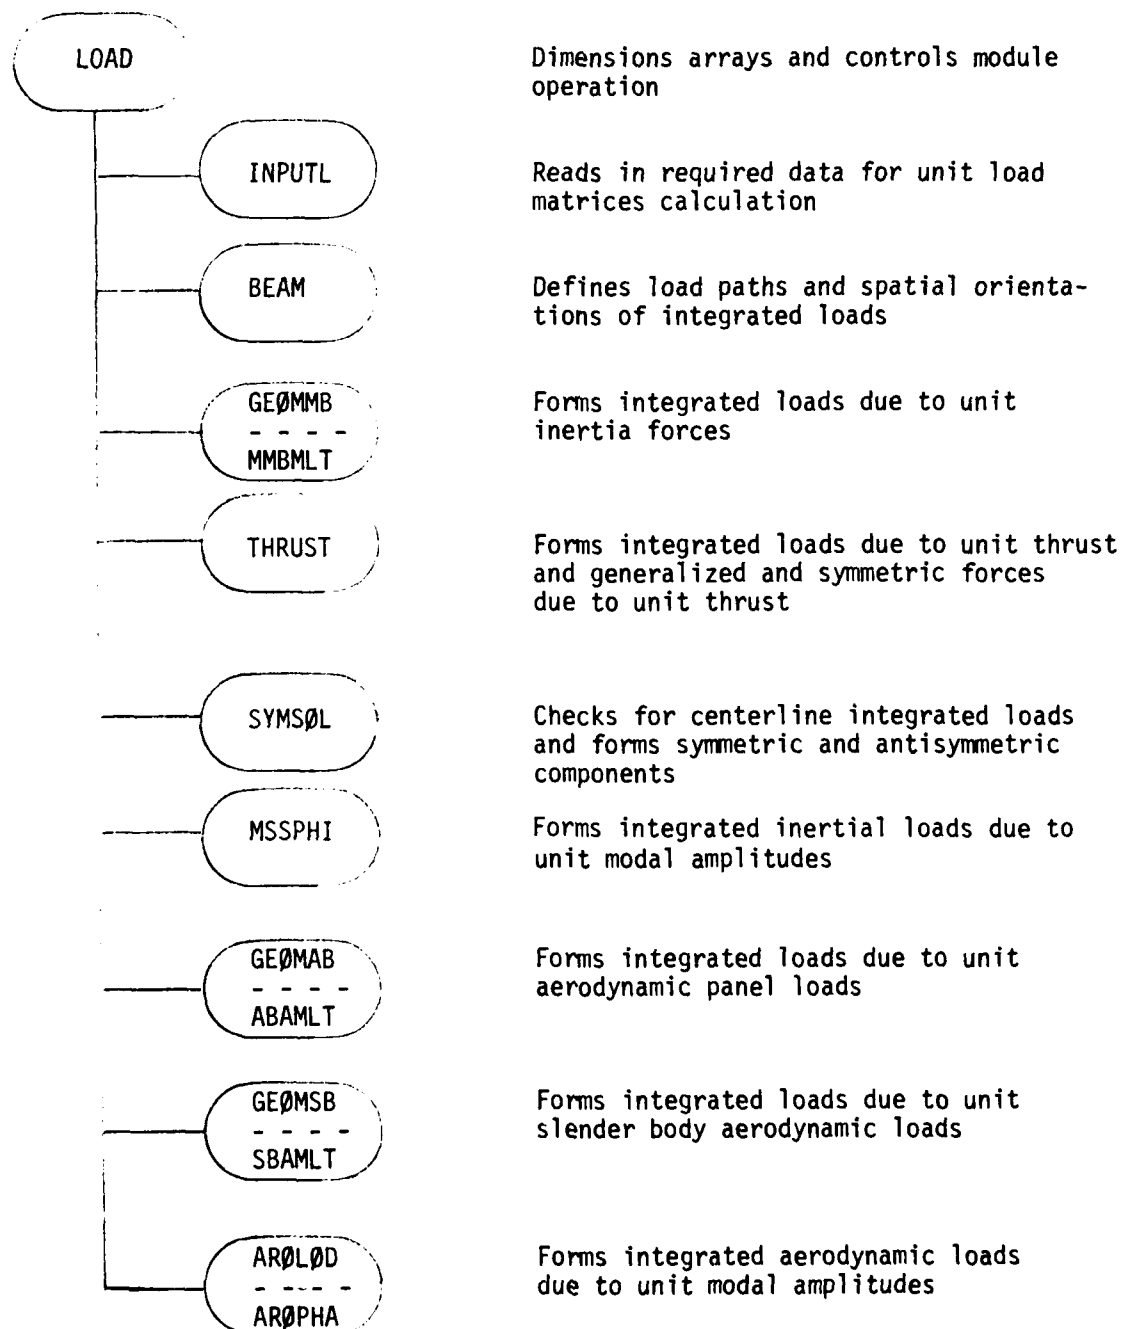 LOAD
Dimensions arrays and controls module
operation
INPUTL
Reads in required data for unit load
matrices calculation
BEAM
Defines load paths and spatial orienta-
tions of integrated loads
GEØMMB
- - - -
MMBMLT
Forms integrated loads due to unit
inertia forces
THRUST
Forms integrated loads due to unit thrust
and generalized and symmetric forces
due to unit thrust
SYMSØL
Checks for centerline integrated loads
and forms symmetric and antisymmetric
components
MSSPHI
Forms integrated inertial loads due to
unit modal amplitudes
GEØMAB
- - - -
ABAMLT
Forms integrated loads due to unit
aerodynamic panel loads
GEØMSB
- - - -
SBAMLT
Forms integrated loads due to unit
slender body aerodynamic loads
ARØLØD
- - - -
ARØPHA
Forms integrated aerodynamic loads
due to unit modal amplitudes